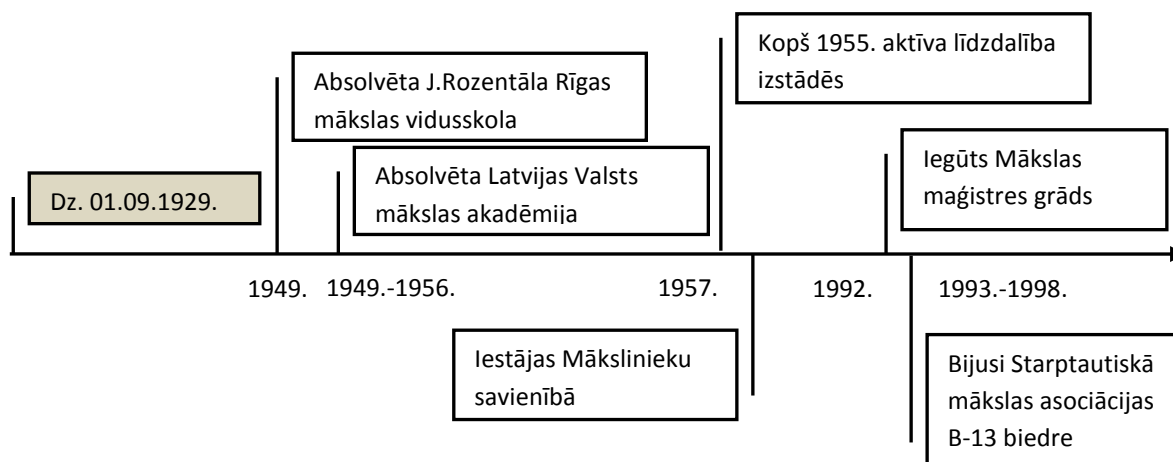 Kopš 1955. aktīva līdzdalība
izstādēs
Absolvēta J.Rozentāla Rīgas
mākslas vidusskola
Absolvēta Latvijas Valsts
mākslas akadēmija
Iegūts Mākslas
maģistres grāds
Dz. 01.09.1929.
1949. 1949.-1956. 1957. 1992. 1993.-1998.
Iestājas Mākslinieku
savienībā
Bijusi Starptautiskā
mākslas asociācijas
B-13 biedre